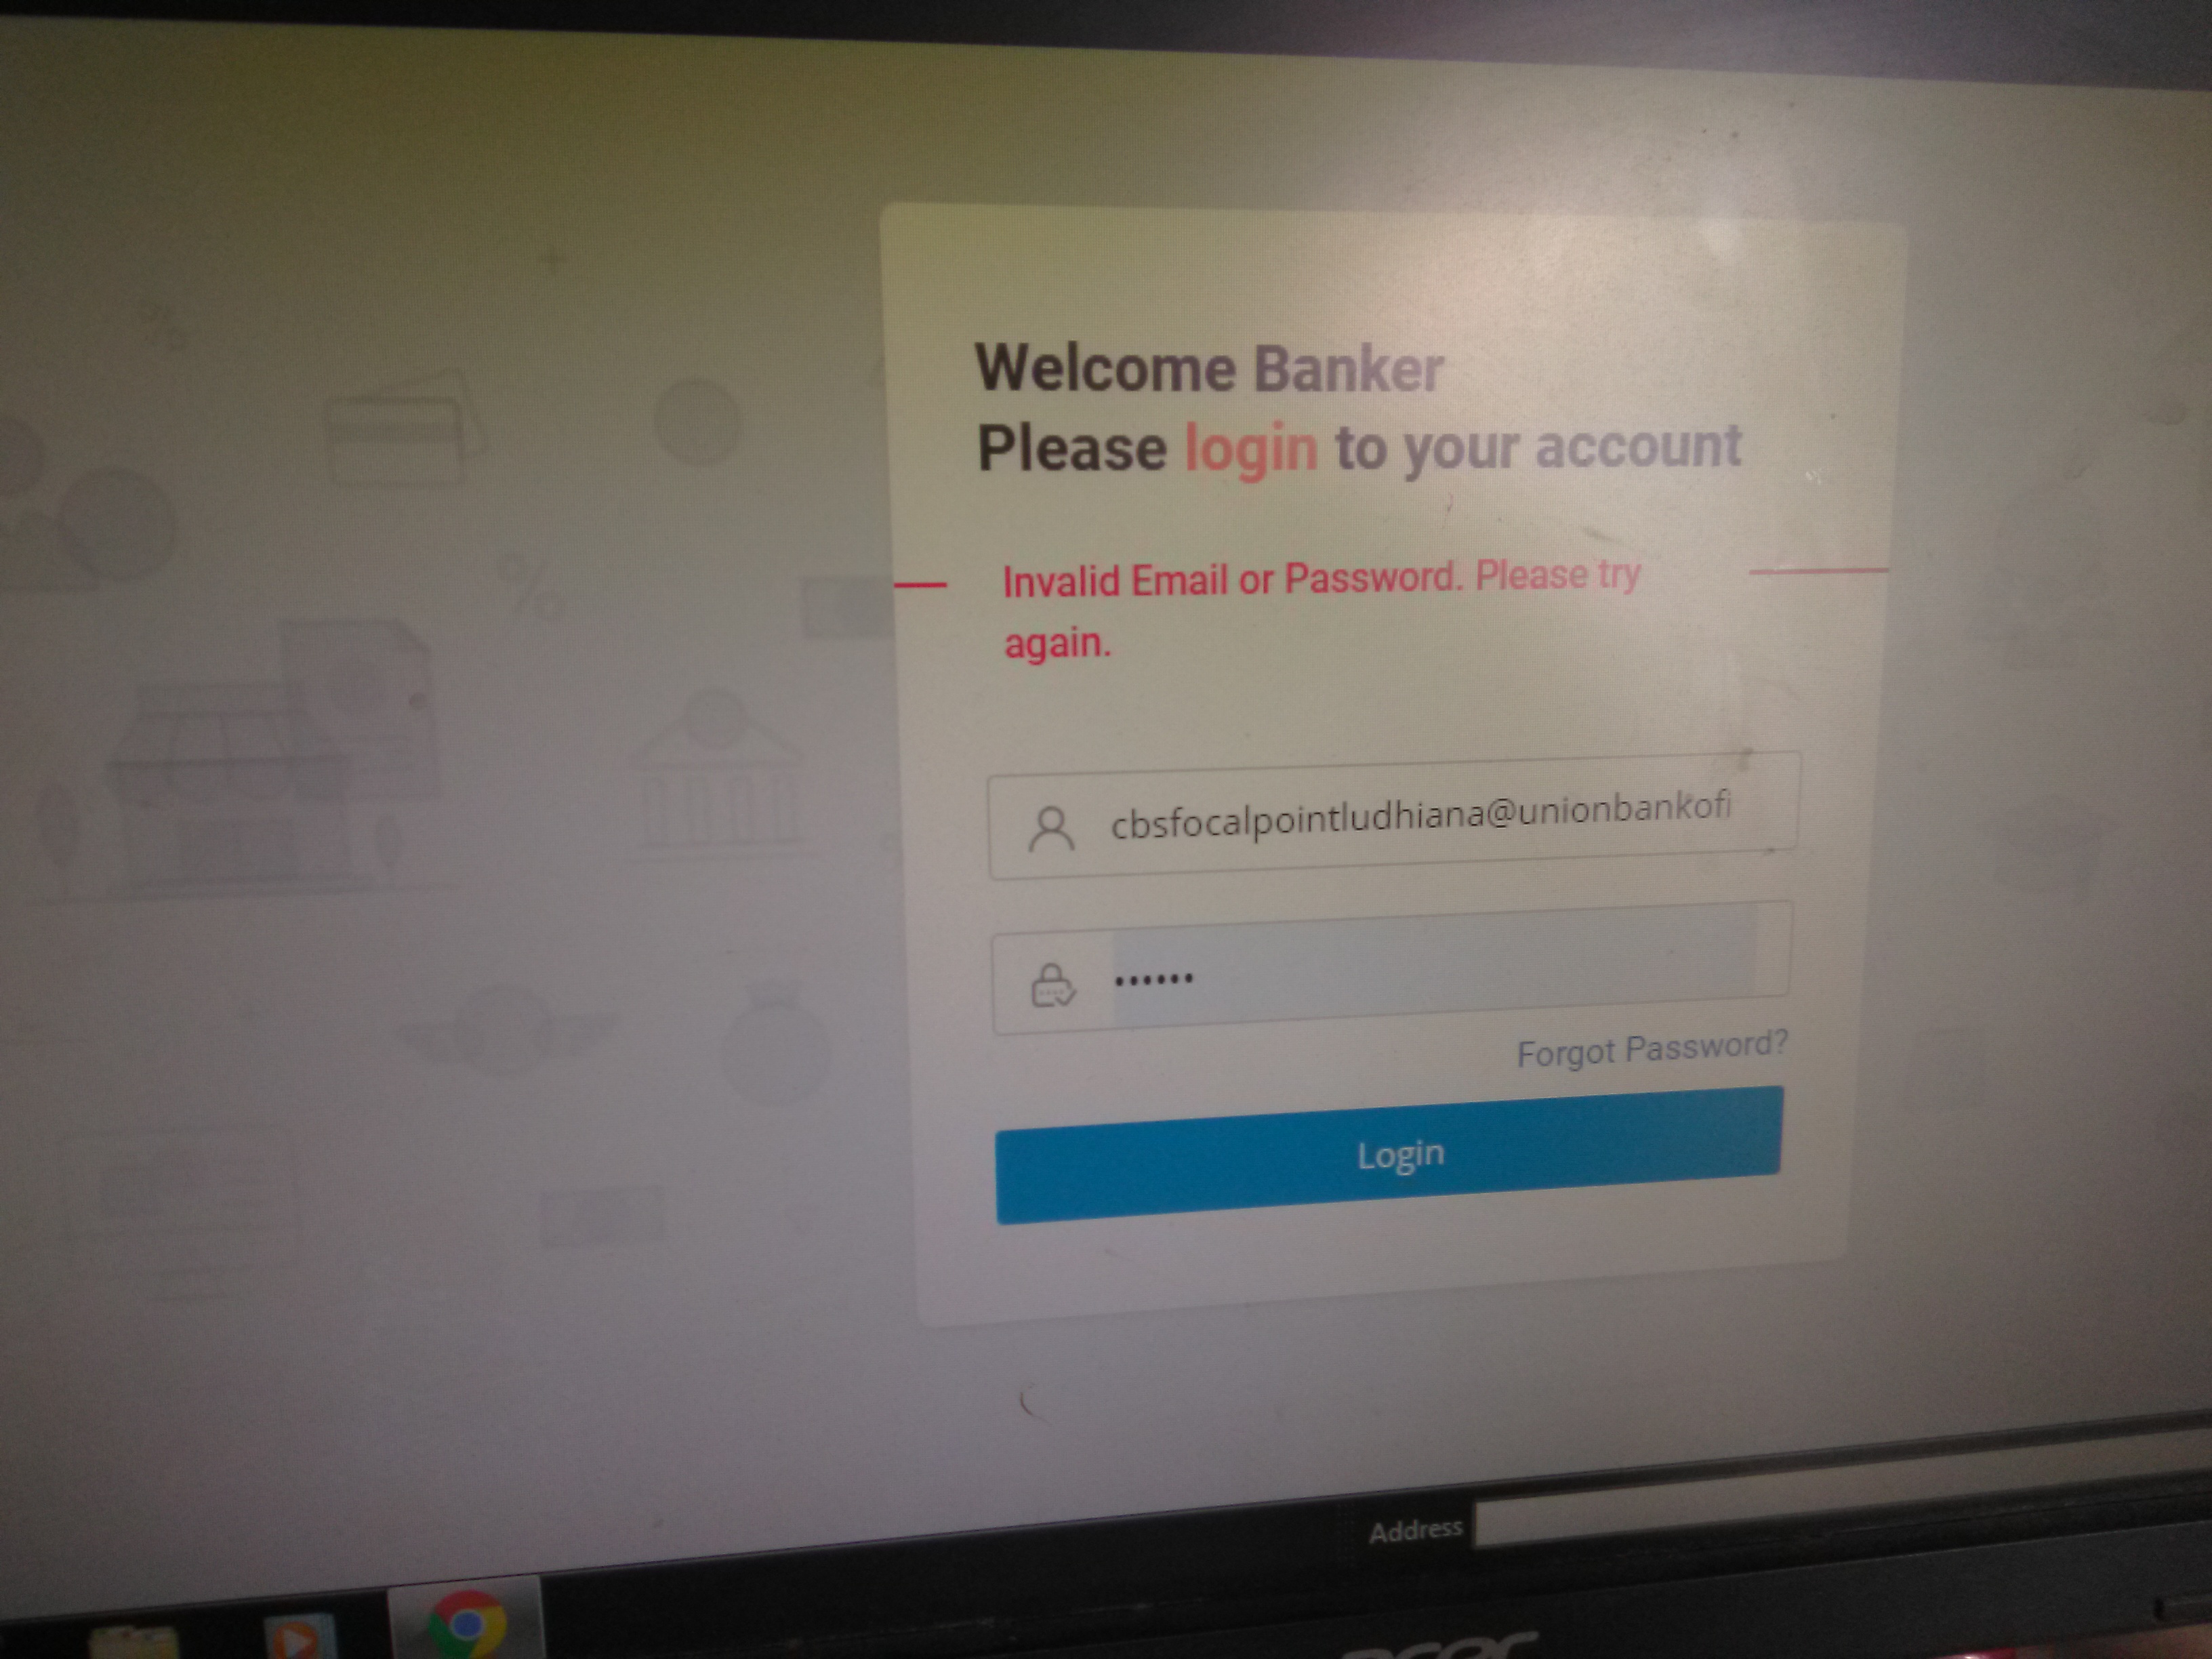 Welcome Banker
Please login to your account
Invalid Email or Password. Please try
again.
cbsfocalpointludhiana@unionbankofi
••••••
Forgot Password?
Login
Address
acer